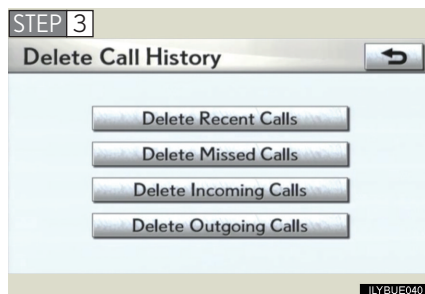 STEP 3
Delete Call History
Delete Recent Calls
Delete Missed Calls
Delete Incoming Calls
Delete Outgoing Calls
ILYBUE040